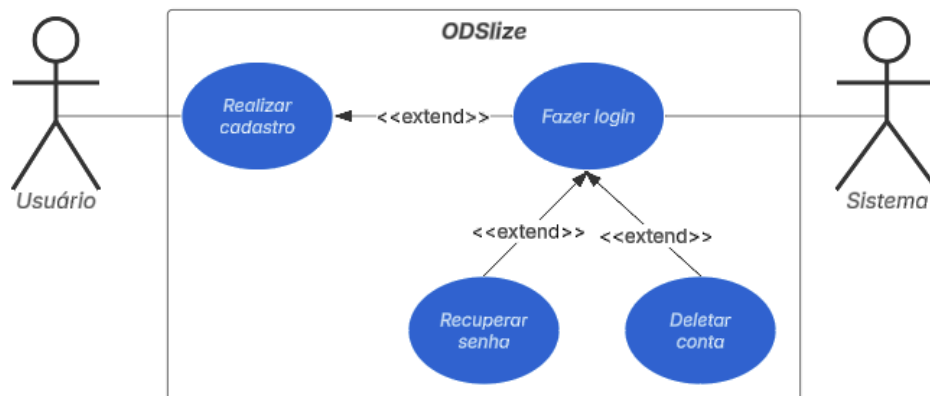 ODSlize
Realizar
cadastro
<<extend>>
Fazer login
Usuário
Sistema
<<extend>>
<<extend>>
Recuperar
senha
Deletar
conta